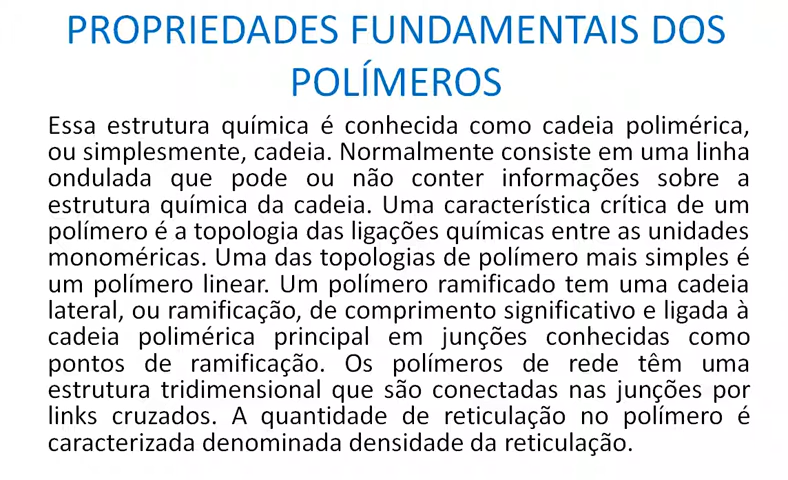 PROPRIEDADES FUNDAMENTAIS DOS
POLÍMEROS
Essa estrutura química é conhecida como cadeia polimérica,
ou simplesmente, cadeia. Normalmente consiste em uma linha
ondulada que pode ou não conter informações sobre a
estrutura química da cadeia. Uma característica crítica de um
polímero é a topologia das ligações químicas entre as unidades
monoméricas. Uma das topologias de polímero mais simples é
um polímero linear. Um polímero ramificado tem uma cadeia
lateral, ou ramificação, de comprimento significativo e ligada à
cadeia polimérica principal em junções conhecidas como
pontos de ramificação. Os polímeros de rede têm uma
estrutura tridimensional que são conectadas nas junções por
links cruzados. A quantidade de reticulação no polímero é
caracterizada denominada densidade da reticulação.